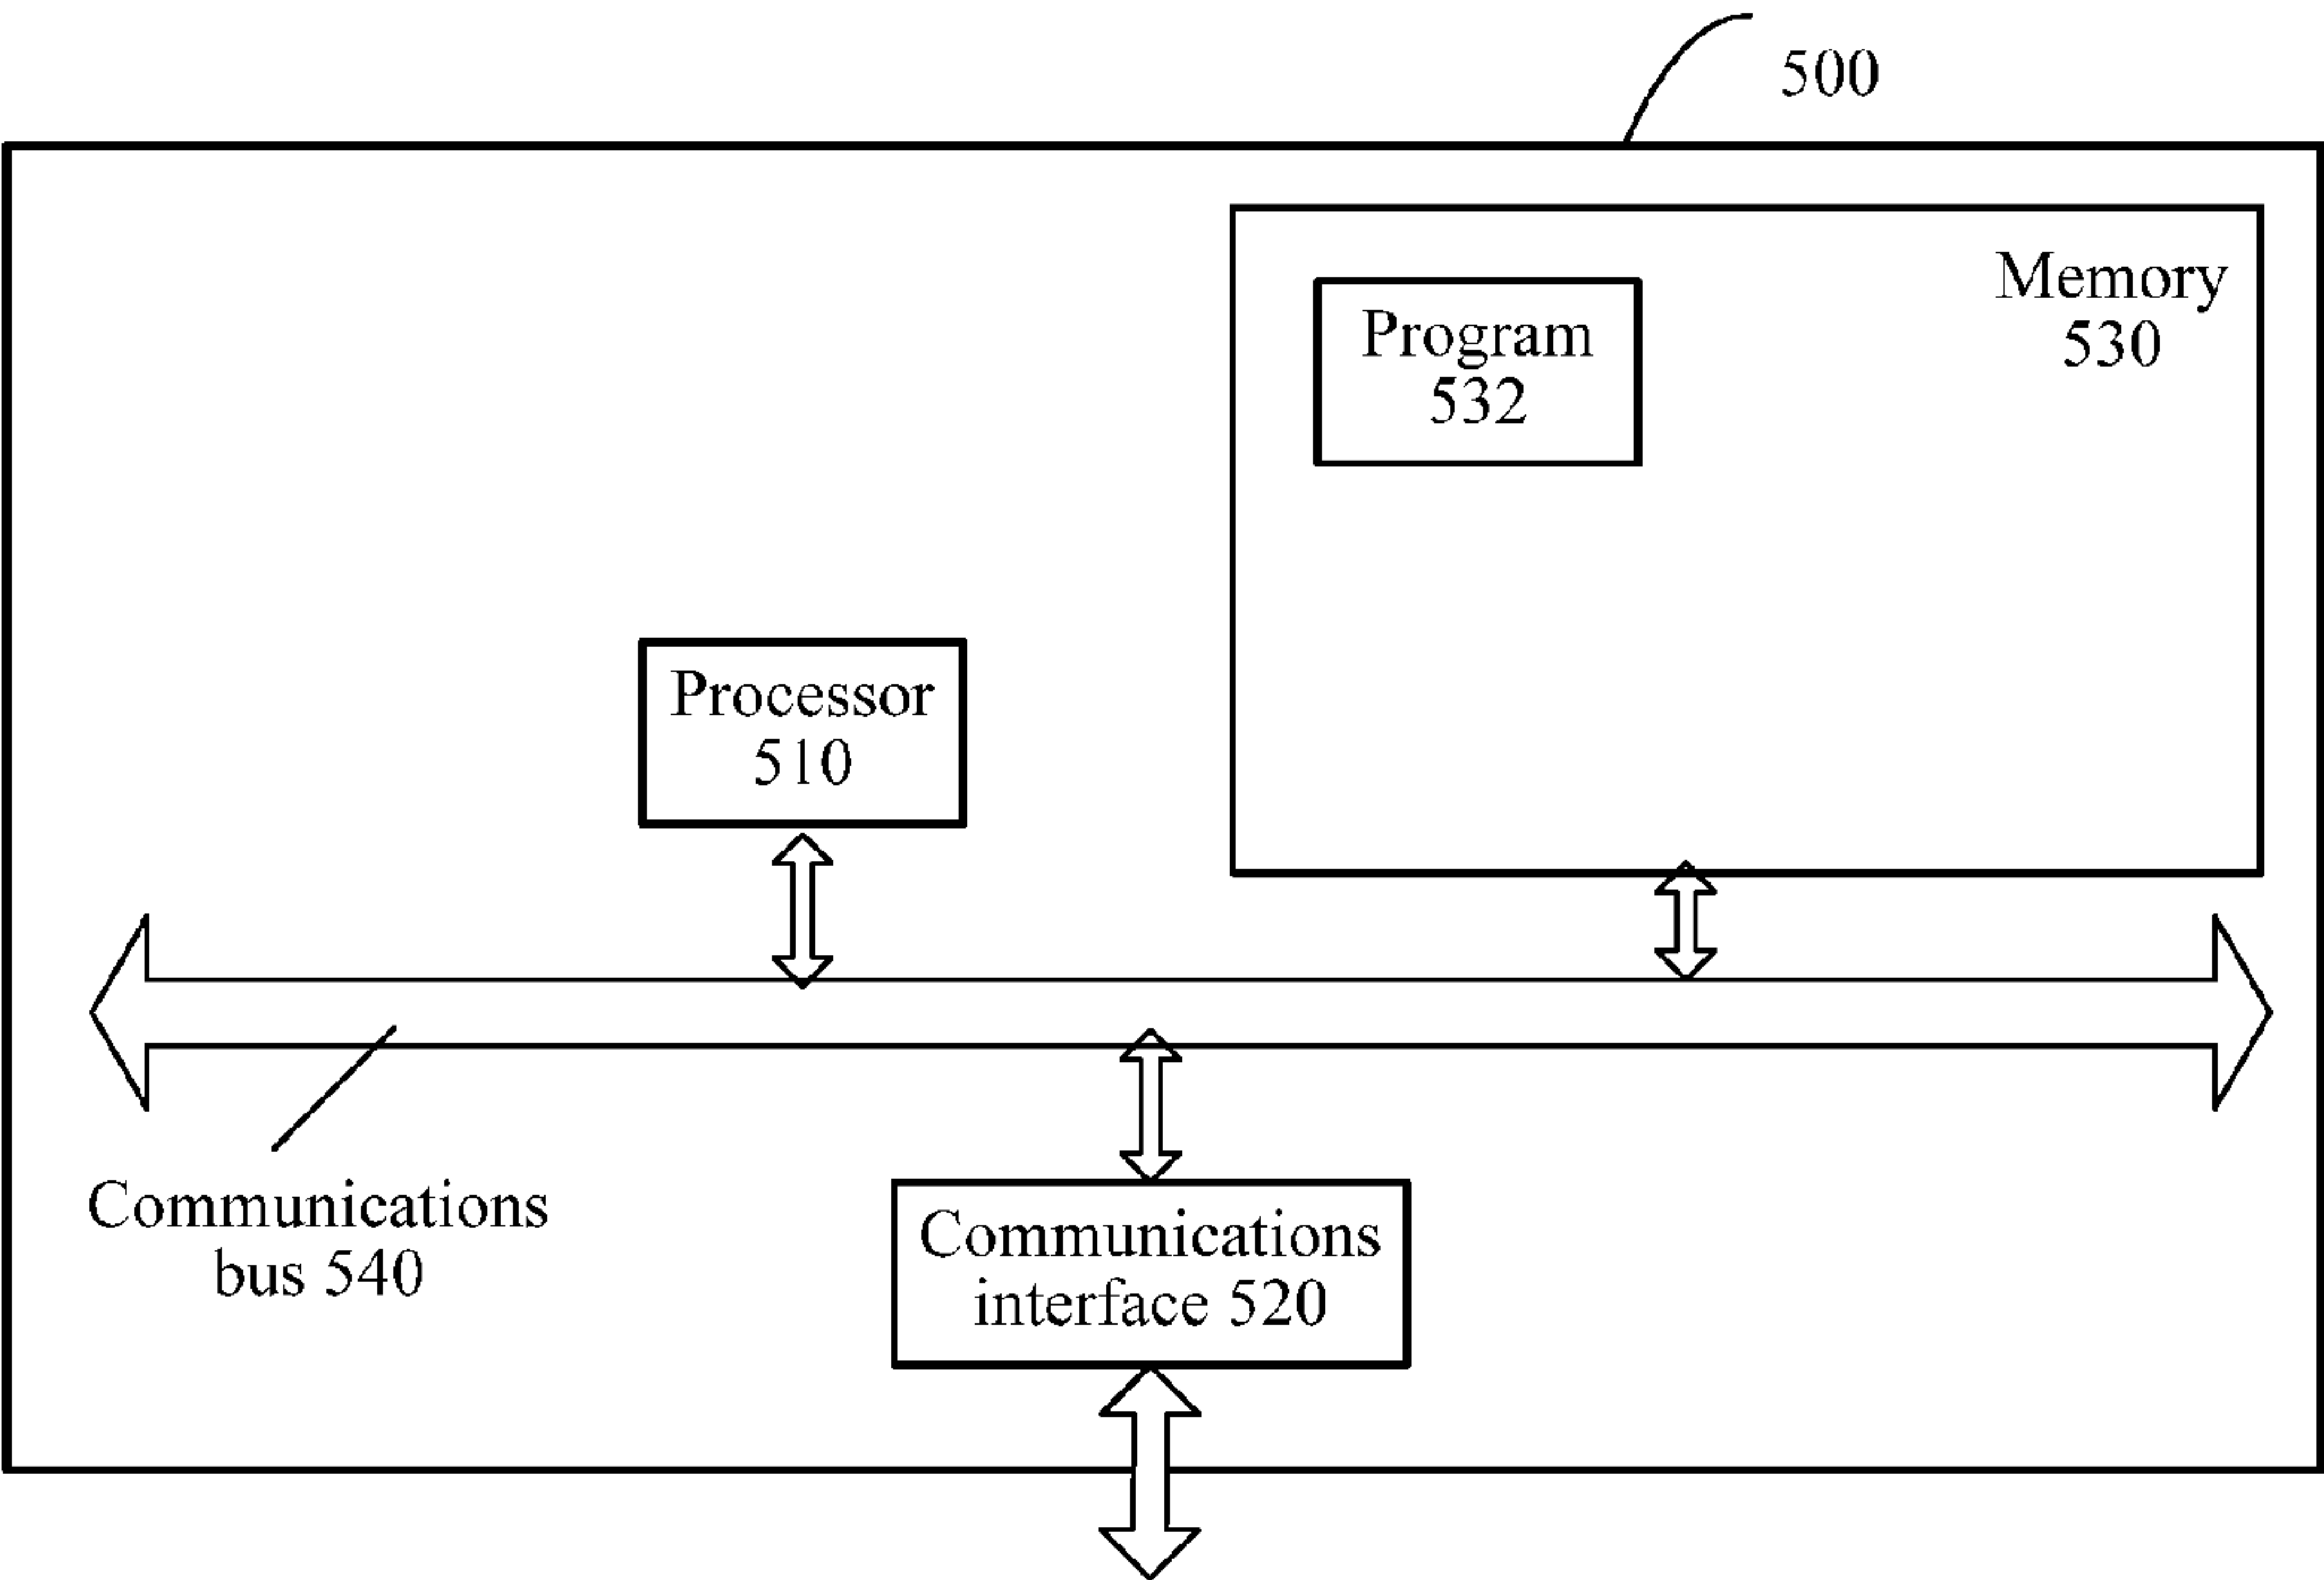 500
Memory
530
Program
532
Processor
510
Communications
bus 540
Communications
interface 520